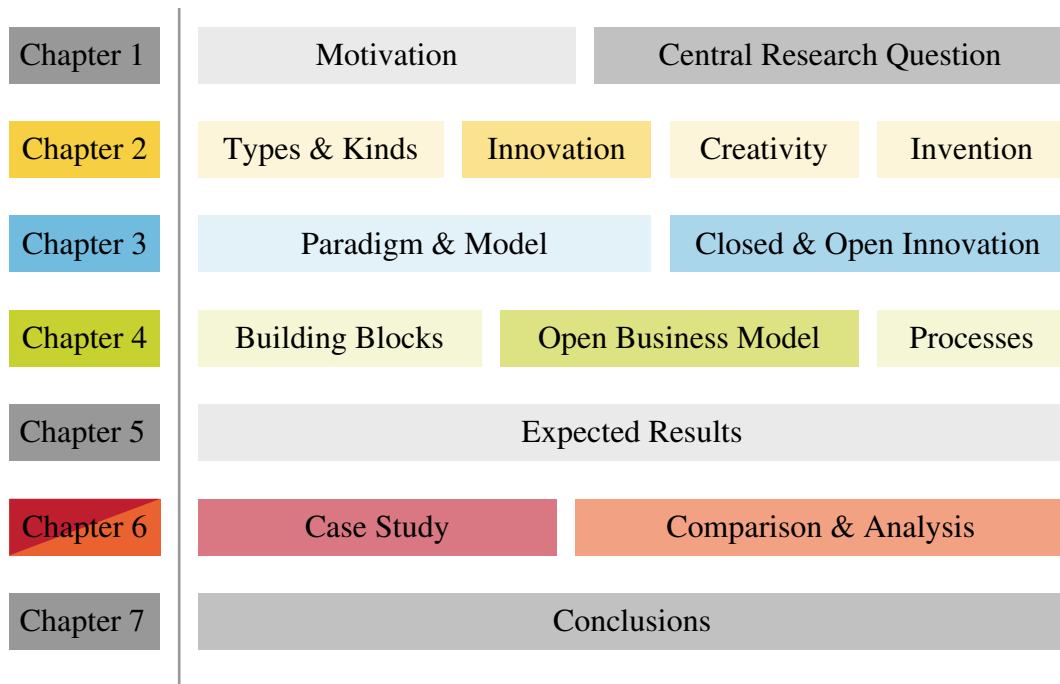 Chapter 1 Motivation Central Research Question
Chapter 2 Types & Kinds Innovation Creativity Invention
Chapter 3 Paradigm & Model Closed & Open Innovation
Chapter 4 Building Blocks Open Business Model Processes
Chapter 5 Expected Results
Chapter 6 Case Study Comparison & Analysis
Chapter 7 Conclusions